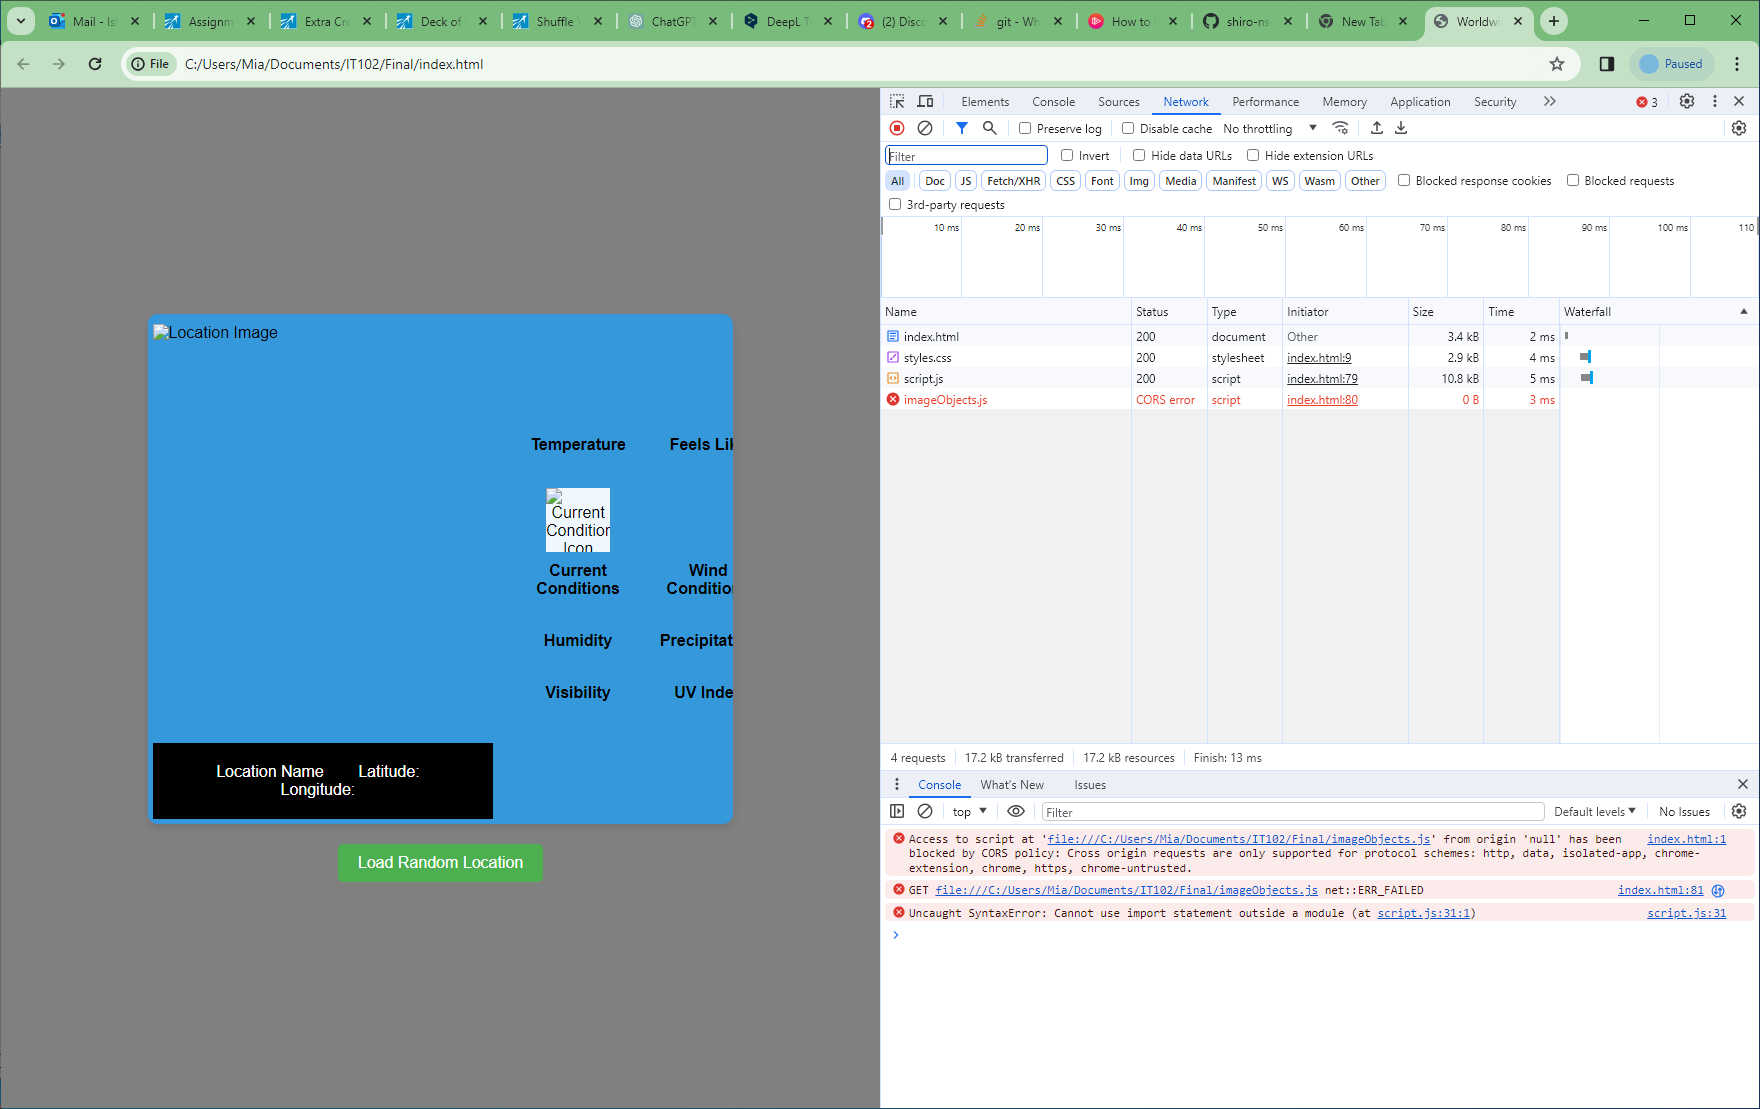 Mail - Is
Assignm
Extra Cre
Deck of
Shuffle
ChatGPT
DeepL T
(2) Disco
git - Wh
How to
shiro-ns
New Tab
Worldwi
File
C:/Users/Mia/Documents/IT102/Final/index.html
Paused
Elements Console Sources Network Performance Memory Application Security 3
Preserve log Disable cache No throttling
Filter Invert Hide data URLs Hide extension URLs
All Doc JS Fetch/XHR CSS Font Img Media Manifest WS Wasm Other Blocked response cookies Blocked requests
3rd-party requests
10 ms 20 ms 30 ms 40 ms 50 ms 60 ms 70 ms 80 ms 90 ms 100 ms 110
Name Status Type Initiator Size Time Waterfall
index.html 200 document Other 3.4 kB 2 ms
styles.css 200 stylesheet index.html:9 2.9 kB 4 ms
script.js 200 script index.html:79 10.8 kB 5 ms
imageObjects.js CORS error script index.html:80 0 B 3 ms
4 requests 17.2 kB transferred 17.2 kB resources Finish: 13 ms
Console What's New Issues
top Filter Default levels No Issues
Access to script at 'file:///C:/Users/Mia/Documents/IT102/Final/imageObjects.js' from origin 'null' has been index.html:1
blocked by CORS policy: Cross origin requests are only supported for protocol schemes: http, data, isolated-app, chrome-
extension, chrome, https, chrome-untrusted.
GET file:///C:/Users/Mia/Documents/IT102/Final/imageObjects.js net::ERR_FAILED index.html:81
Uncaught SyntaxError: Cannot use import statement outside a module (at script.js:31:1) script.js:31
Location Image
Temperature Feels Lik
Current
Condition
Icon
Current Wind
Conditions Conditio
Humidity Precipitat
Visibility UV Inde
Location Name Latitude:
Longitude:
Load Random Location